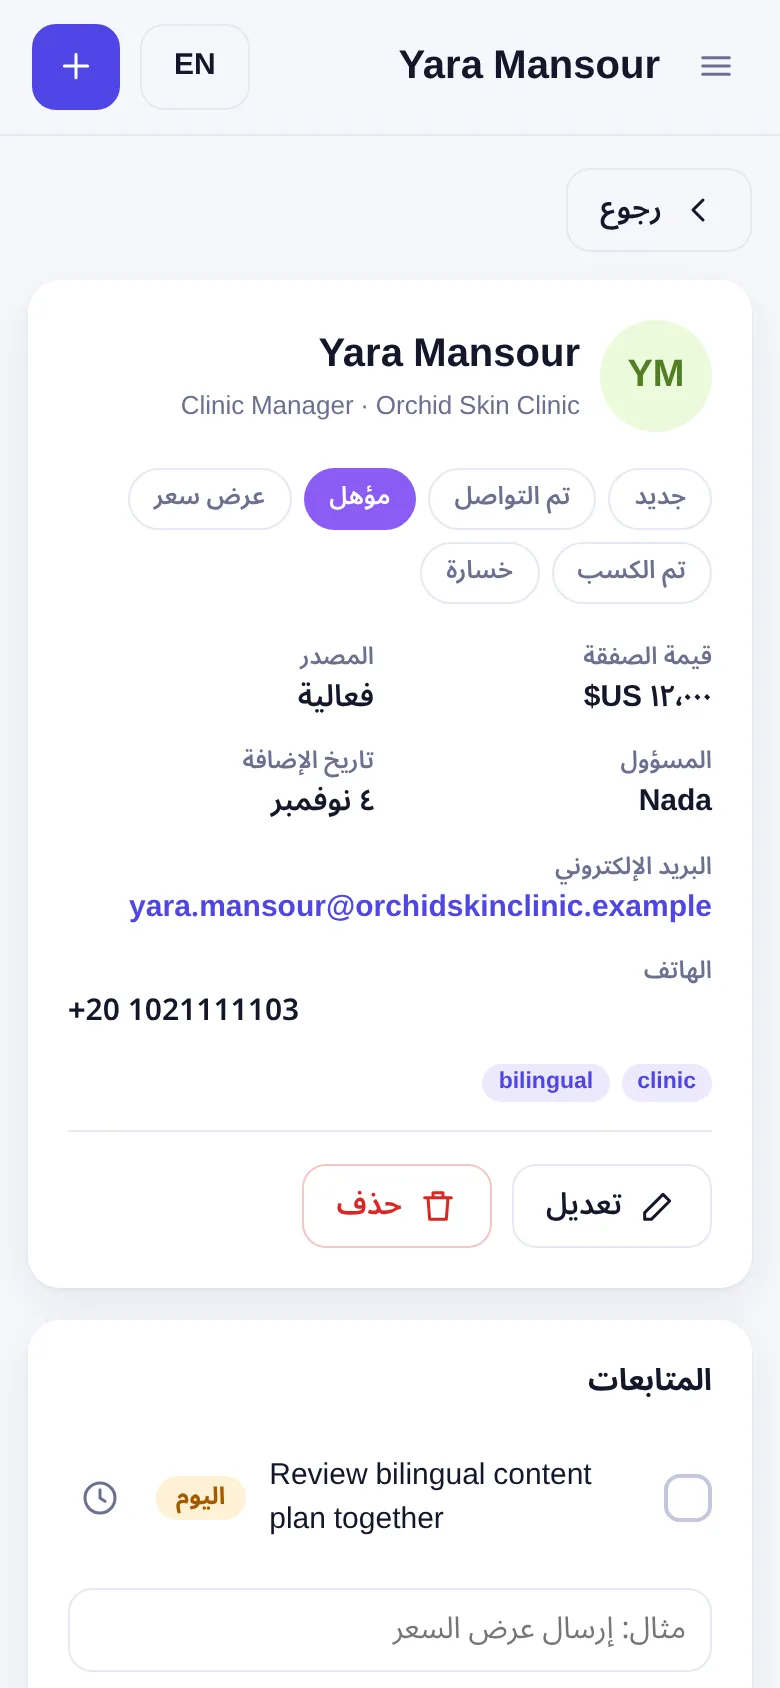 Yara Mansour
EN
رجوع
YM
Yara Mansour
Clinic Manager · Orchid Skin Clinic
جديد
تم التواصل
مؤهل
عرض سعر
تم الكسب
خسارة
قيمة الصفقة
١٢٬٠٠٠ US$
المصدر
فعالية
المسؤول
Nada
تاريخ الإضافة
٤ نوفمبر
البريد الإلكتروني
yara.mansour@orchidskinclinic.example
الهاتف
+20 1021111103
clinic
bilingual
تعديل
حذف
المتابعات
Review bilingual content
plan together
اليوم
مثال: إرسال عرض السعر